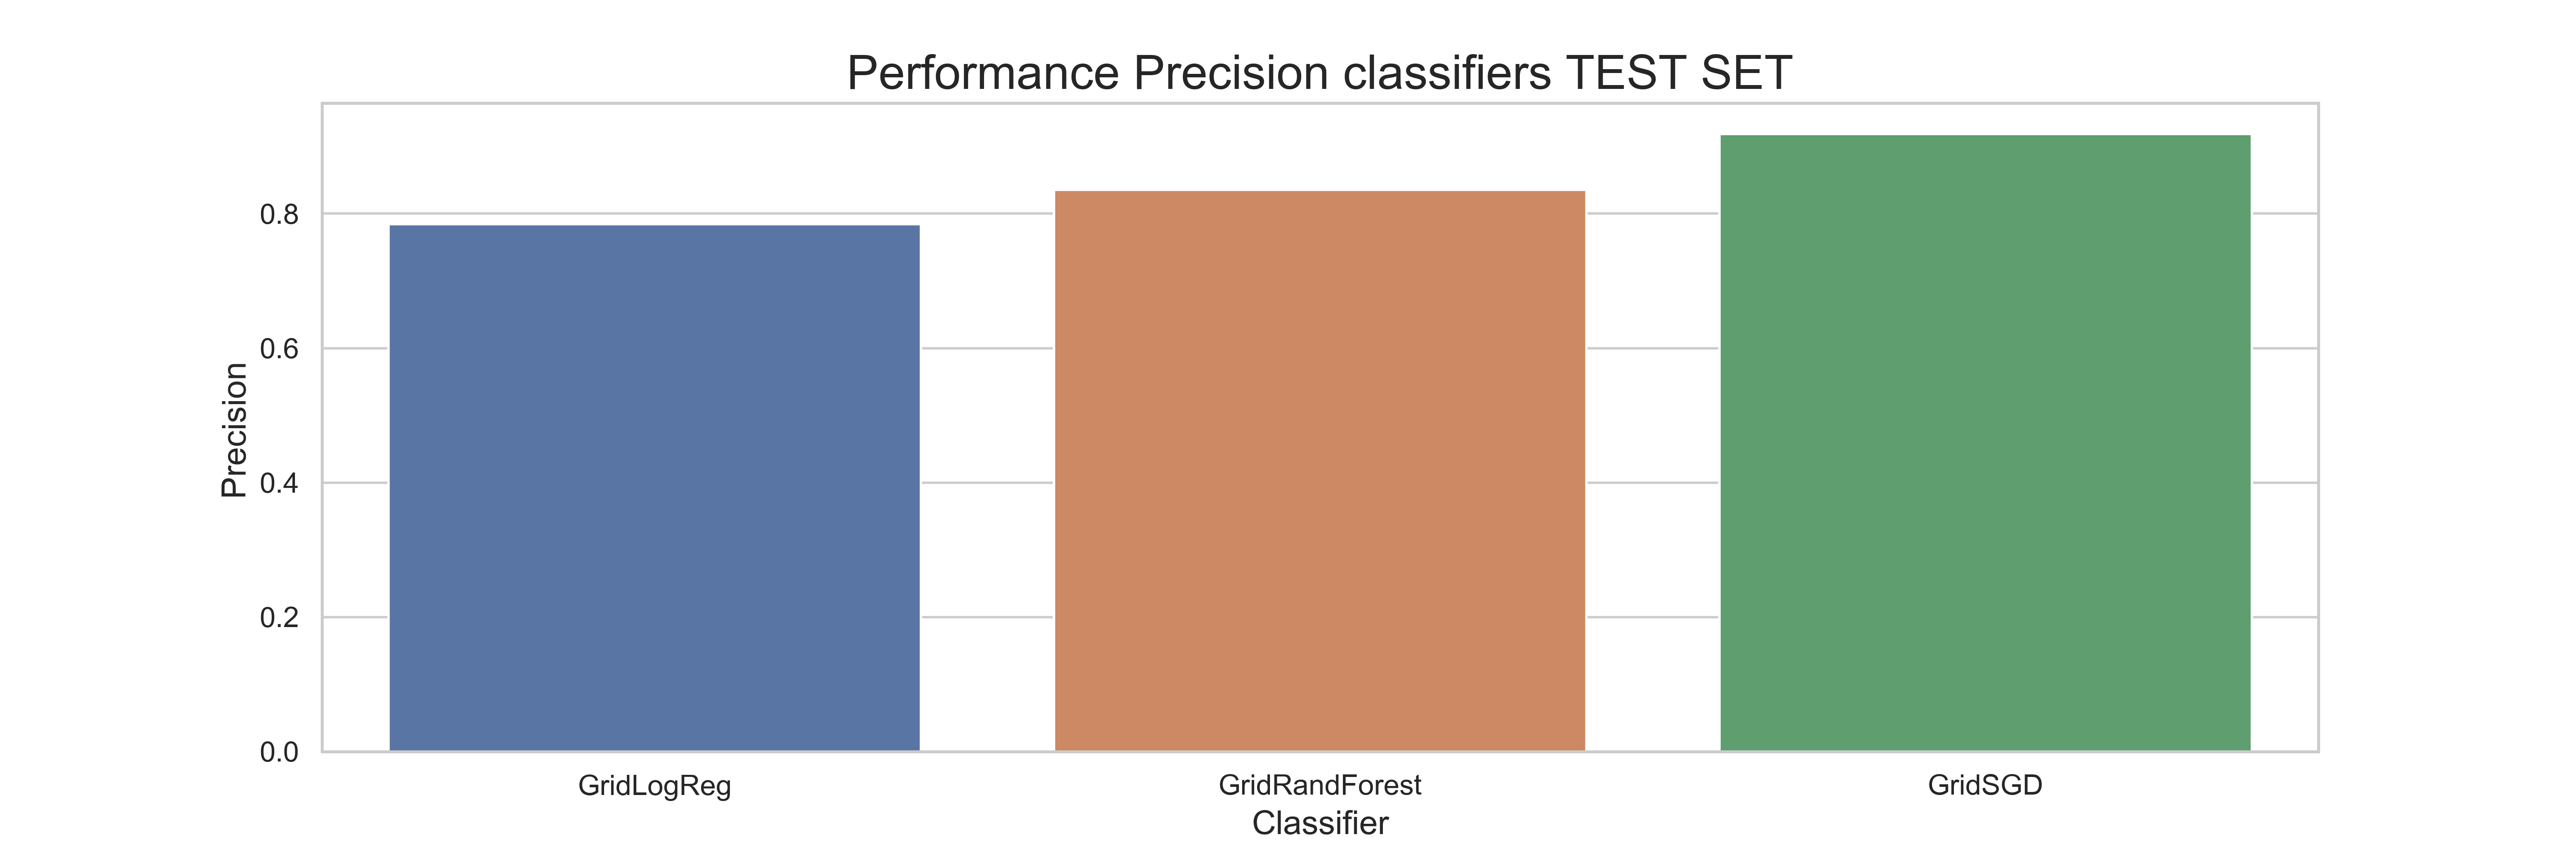 Performance Precision classifiers TEST SET
0.8
0.6
0.4
0.2
0.0
Precision
GridLogReg
GridRandForest
GridSGD
Classifier